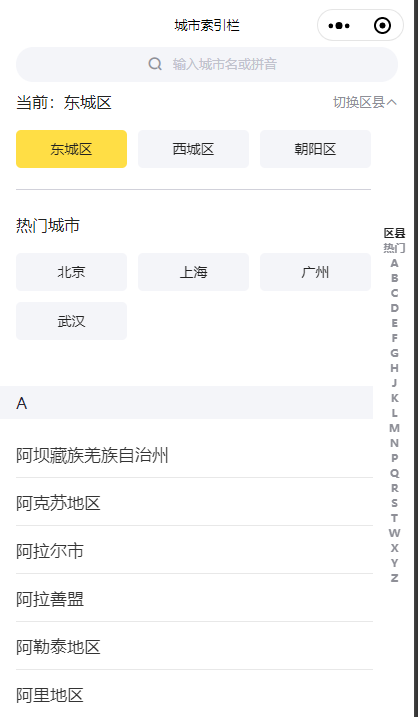 城市索引栏
输入城市名或拼音
当前：东城区
切换区县
东城区
西城区
朝阳区
热门城市
北京
上海
广州
武汉
A
阿坝藏族羌族自治州
阿克苏地区
阿拉尔市
阿拉善盟
阿勒泰地区
阿里地区
区县
热门
A
B
C
D
E
F
G
H
J
K
L
M
N
P
Q
R
S
T
W
X
Y
Z